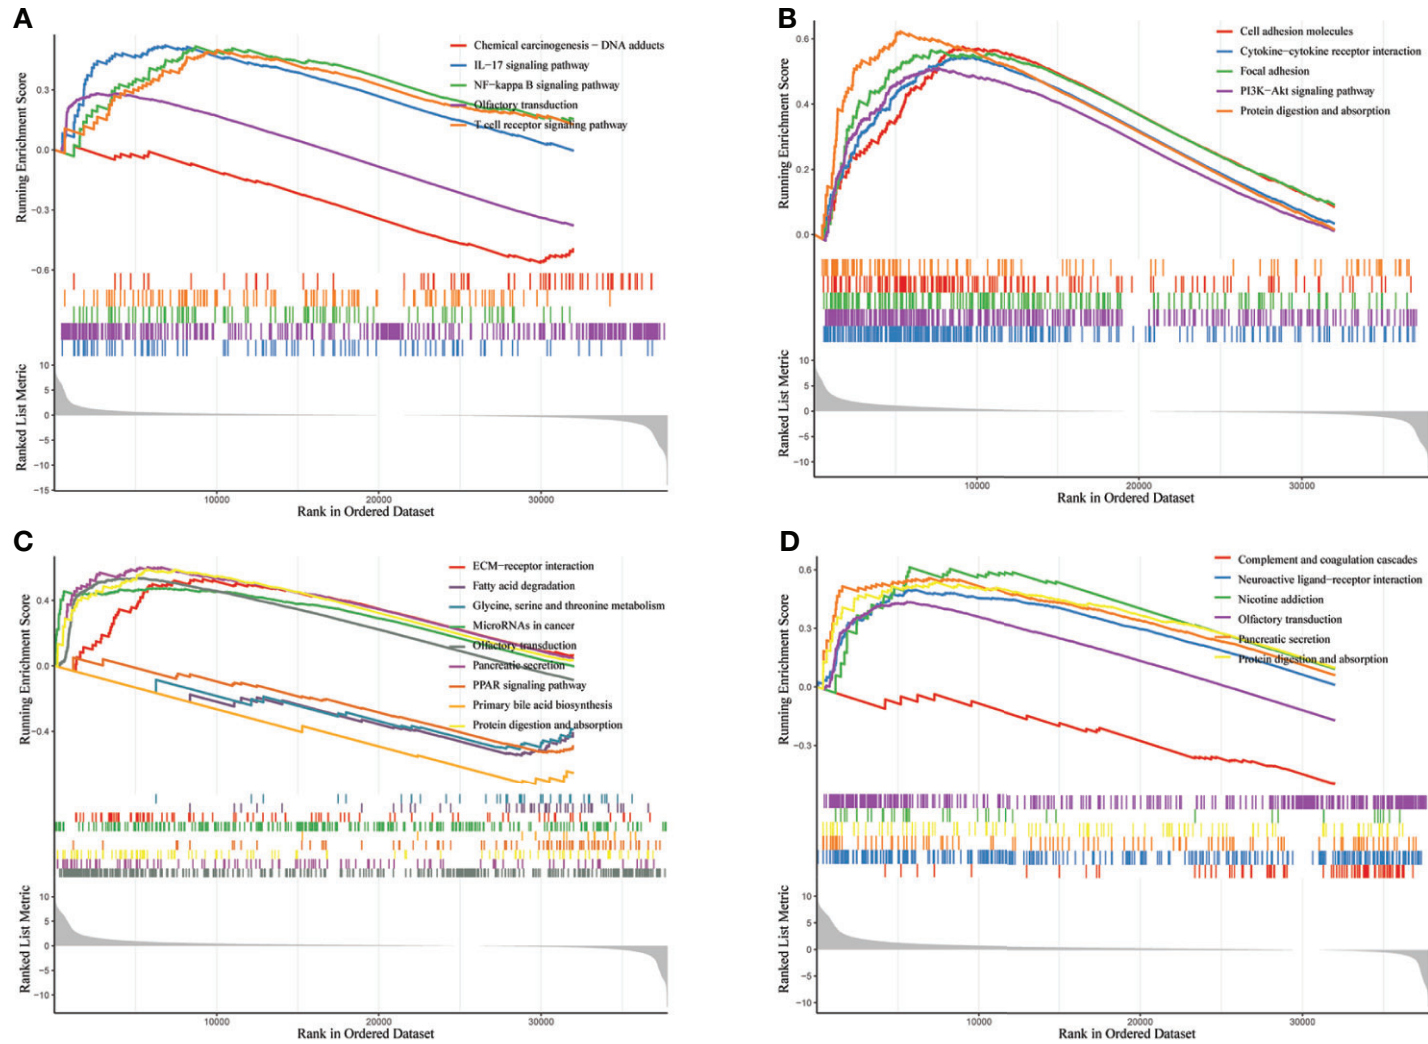 A
Chemical carcinogenesis − DNA adducts
IL−17 signaling pathway
NF−kappa B signaling pathway
Olfactory transduction
T cell receptor signaling pathway
Running Enrichment Score
0.3
0.0
−0.3
−0.6
Ranked List Metric
10
5
0
−5
−10
−15
10000
20000
30000
Rank in Ordered Dataset
B
Cell adhesion molecules
Cytokine−cytokine receptor interaction
Focal adhesion
PI3K−Akt signaling pathway
Protein digestion and absorption
Running Enrichment Score
0.6
0.4
0.2
0.0
Ranked List Metric
10
5
0
−5
−10
10000
20000
30000
Rank in Ordered Dataset
C
ECM−receptor interaction
Fatty acid degradation
Glycine, serine and threonine metabolism
MicroRNAs in cancer
Olfactory transduction
Pancreatic secretion
PPAR signaling pathway
Primary bile acid biosynthesis
Protein digestion and absorption
Running Enrichment Score
0.4
0.0
−0.4
Ranked List Metric
10
5
0
−5
−10
10000
20000
30000
Rank in Ordered Dataset
D
Complement and coagulation cascades
Neuroactive ligand−receptor interaction
Nicotine addiction
Olfactory transduction
Pancreatic secretion
Protein digestion and absorption
Running Enrichment Score
0.6
0.3
0.0
−0.3
Ranked List Metric
10
5
0
−5
−10
10000
20000
30000
Rank in Ordered Dataset